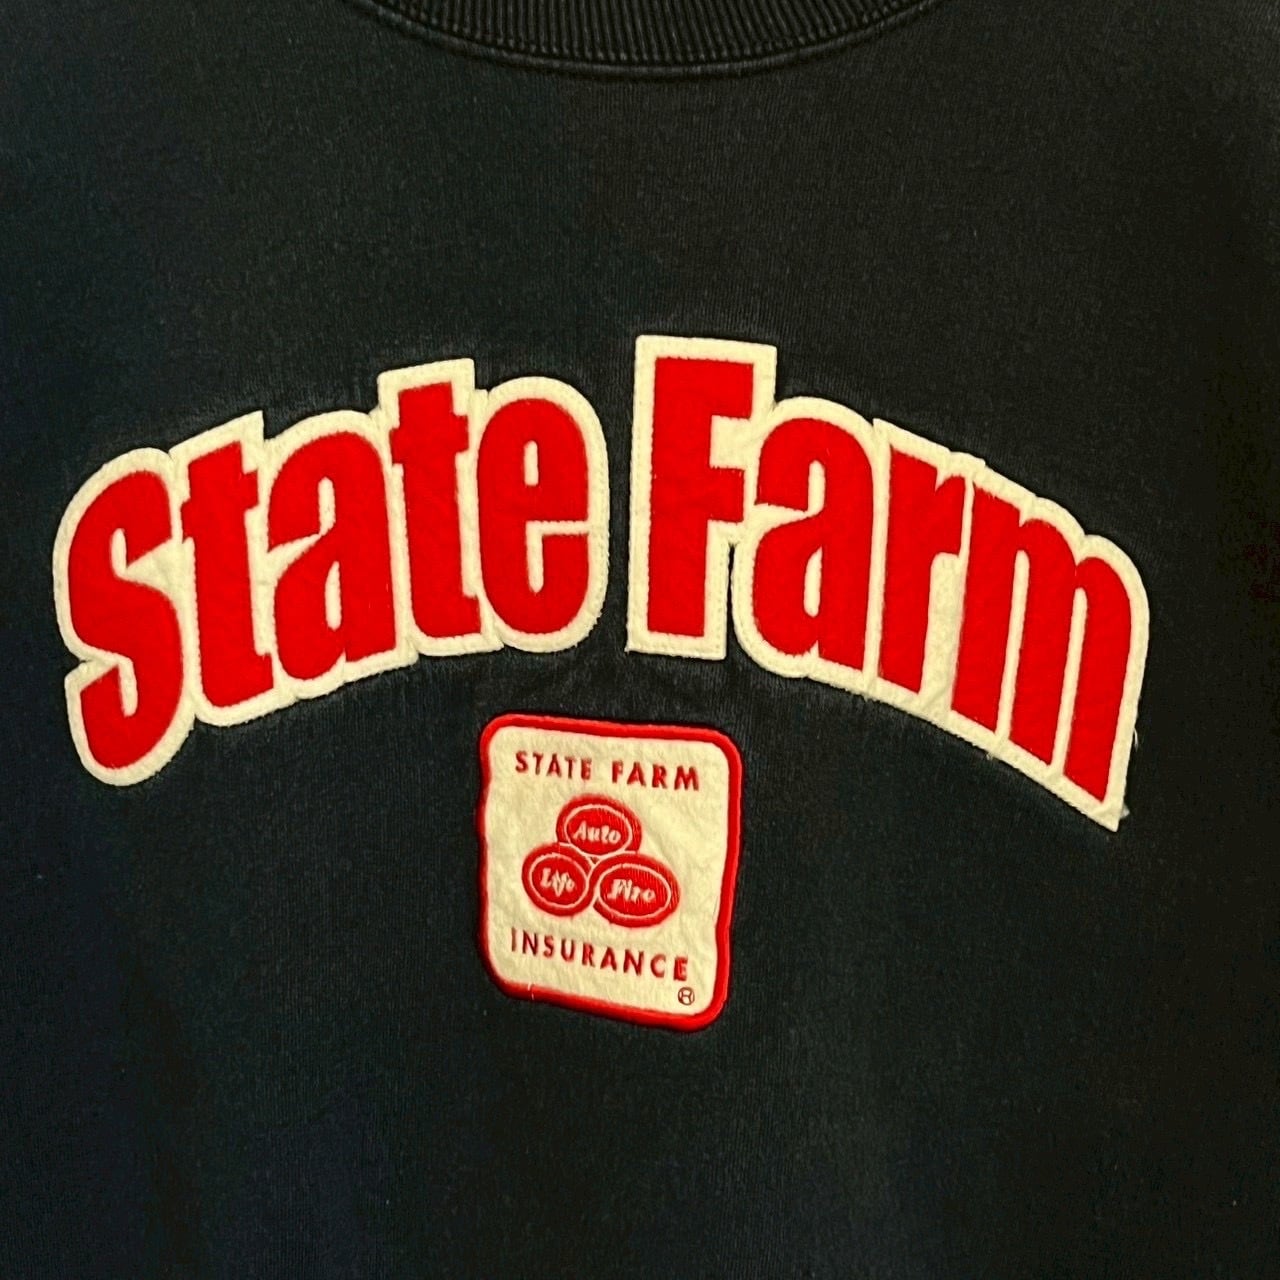 State Farm
STATE FARM
Auto
Life Fire
INSURANCE
®